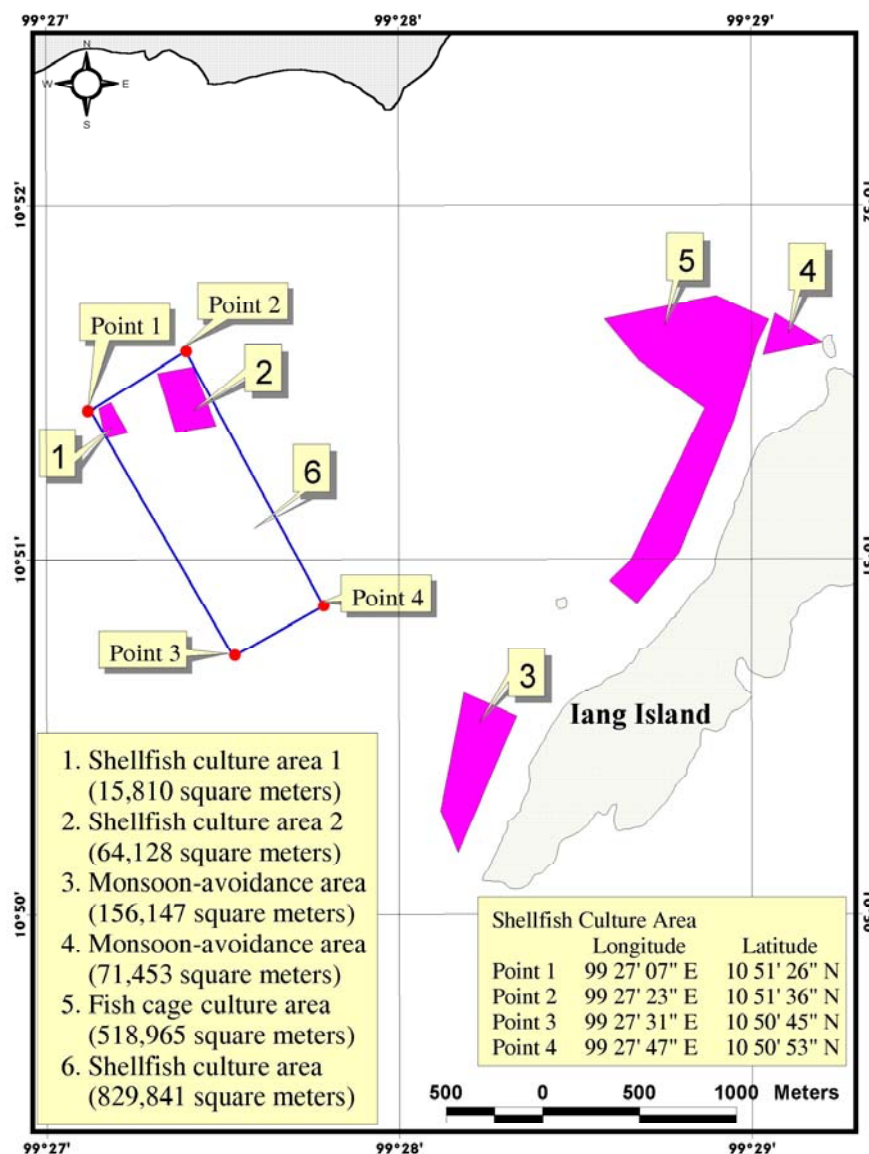 99°27' 99°28' 99°29'
N
W E
S
10°52' 10°52'
5 4
Point 2
Point 1
2
1
6
10°51' 10°51'
Point 4
Point 3
3
Iang Island
1. Shellfish culture area 1
(15,810 square meters)
2. Shellfish culture area 2
(64,128 square meters)
3. Monsoon-avoidance area
(156,147 square meters)
4. Monsoon-avoidance area
(71,453 square meters)
5. Fish cage culture area
(518,965 square meters)
6. Shellfish culture area
(829,841 square meters)
10°50' 10°50'
Shellfish Culture Area
Longitude Latitude
Point 1 99 27' 07" E 10 51' 26" N
Point 2 99 27' 23" E 10 51' 36" N
Point 3 99 27' 31" E 10 50' 45" N
Point 4 99 27' 47" E 10 50' 53" N
500 0 500 1000 Meters
99°27' 99°28' 99°29'